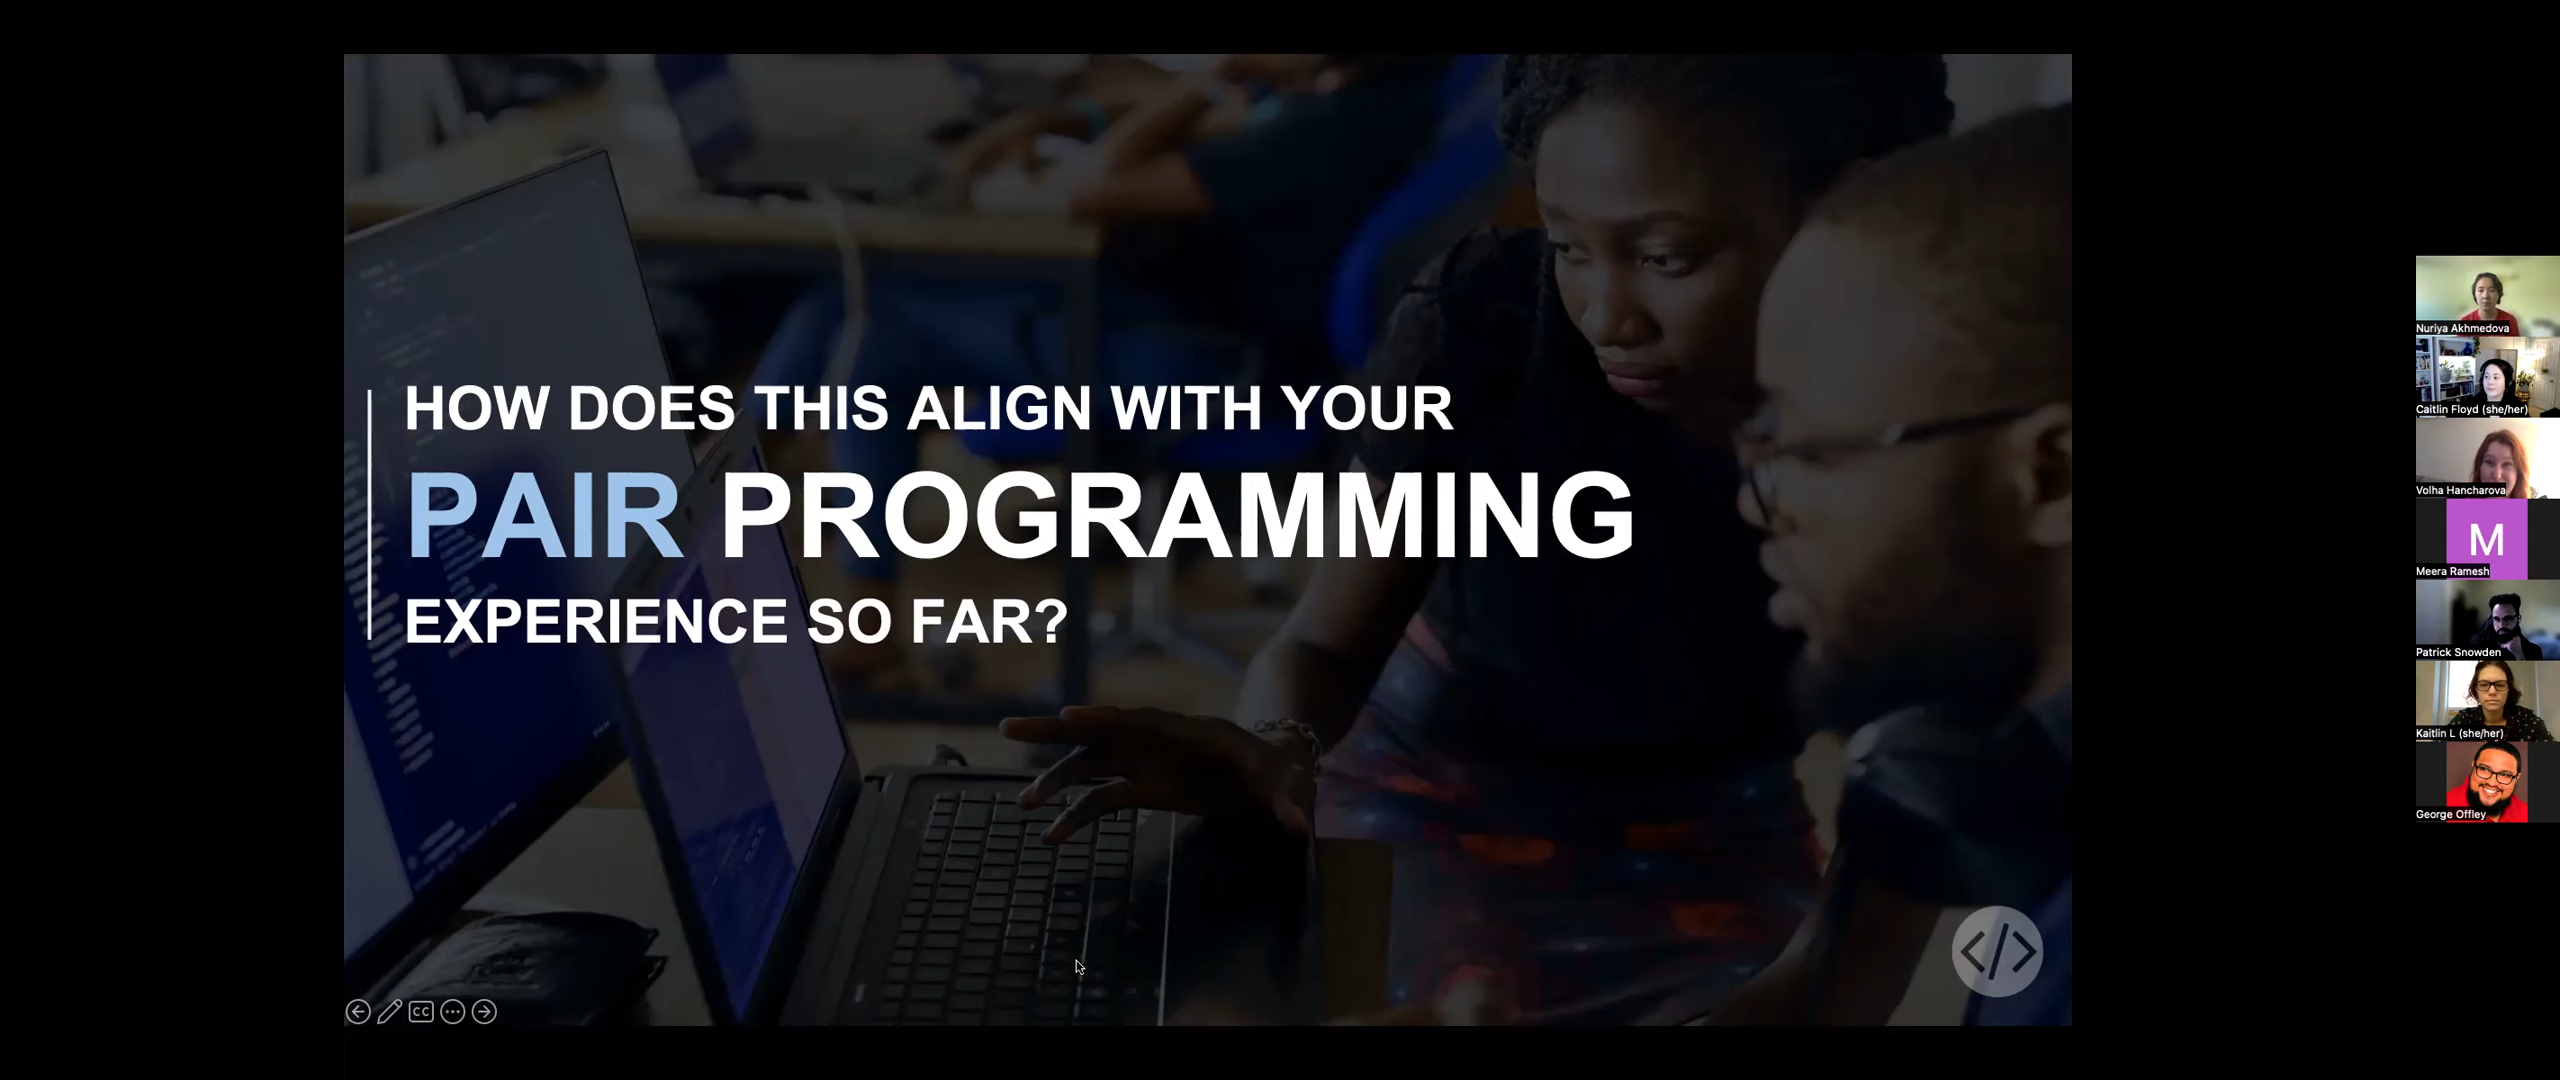 HOW DOES THIS ALIGN WITH YOUR
PAIR PROGRAMMING
EXPERIENCE SO FAR?
</>
CC
Nuriya Akhmedova
Caitlin Floyd (she/her)
Volha Hancharova
M
Meera Ramesh
Patrick Snowden
Kaitlin L (she/her)
George Offley